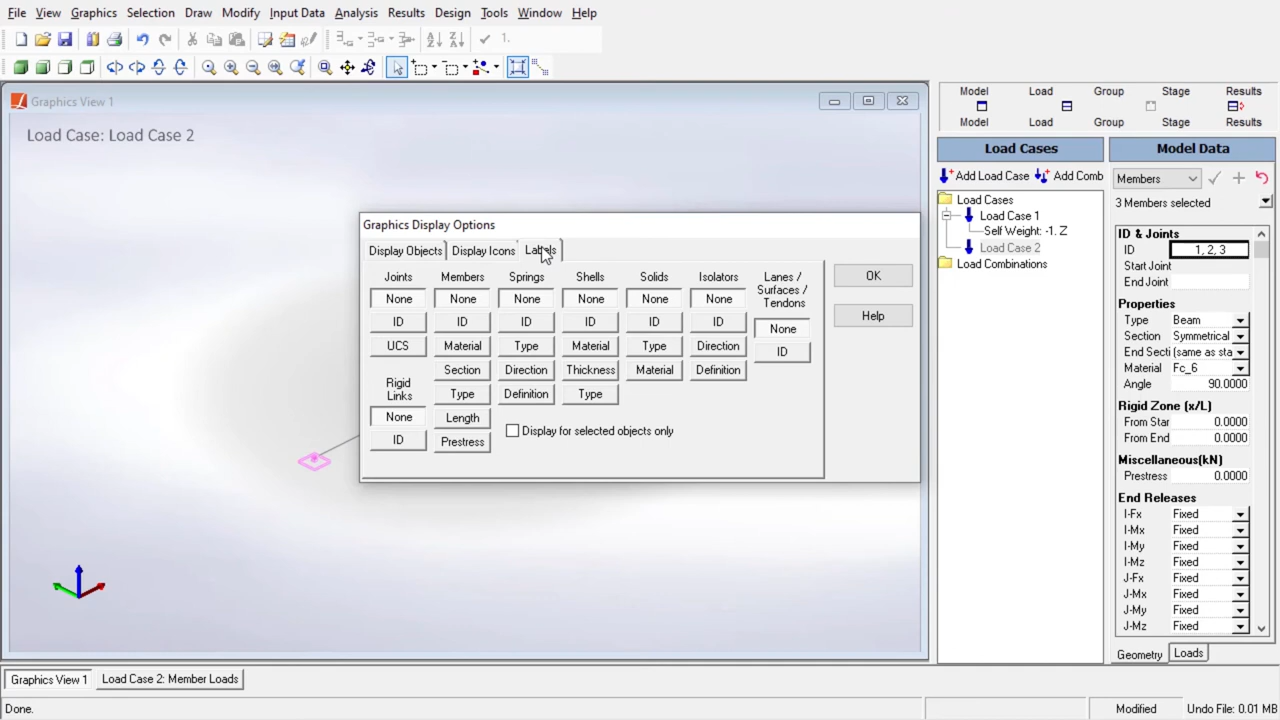 File View Graphics Selection Draw Modify Input Data Analysis Results Design Tools Window Help
1.
Graphics View 1
Load Case: Load Case 2
Graphics Display Options
Display Objects Display Icons Labels
Joints Members Springs Shells Solids Isolators Lanes / Surfaces / Tendons
None None None None None None None
ID ID ID ID ID ID ID
UCS Material Type Material Type Direction
Section Direction Thickness Material Definition
Rigid Links
Type Definition Type
None Length
ID Prestress
Display for selected objects only
OK
Help
Model Load Group Stage Results
Model Load Group Stage Results
Load Cases
Add Load Case Add Comb
Load Cases
Load Case 1
Self Weight: -1. Z
Load Case 2
Load Combinations
Model Data
Members
3 Members selected
ID & Joints
ID 1, 2, 3
Start Joint
End Joint
Properties
Type Beam
Section Symmetrical
End Secti (same as sta
Material Fc_6
Angle 90.0000
Rigid Zone (x/L)
From Star 0.0000
From End 0.0000
Miscellaneous(kN)
Prestress 0.0000
End Releases
I-Fx Fixed
I-Mx Fixed
I-My Fixed
I-Mz Fixed
J-Fx Fixed
J-Mx Fixed
J-My Fixed
J-Mz Fixed
Geometry Loads
Graphics View 1 Load Case 2: Member Loads
Done. Modified Undo File: 0.01 MB